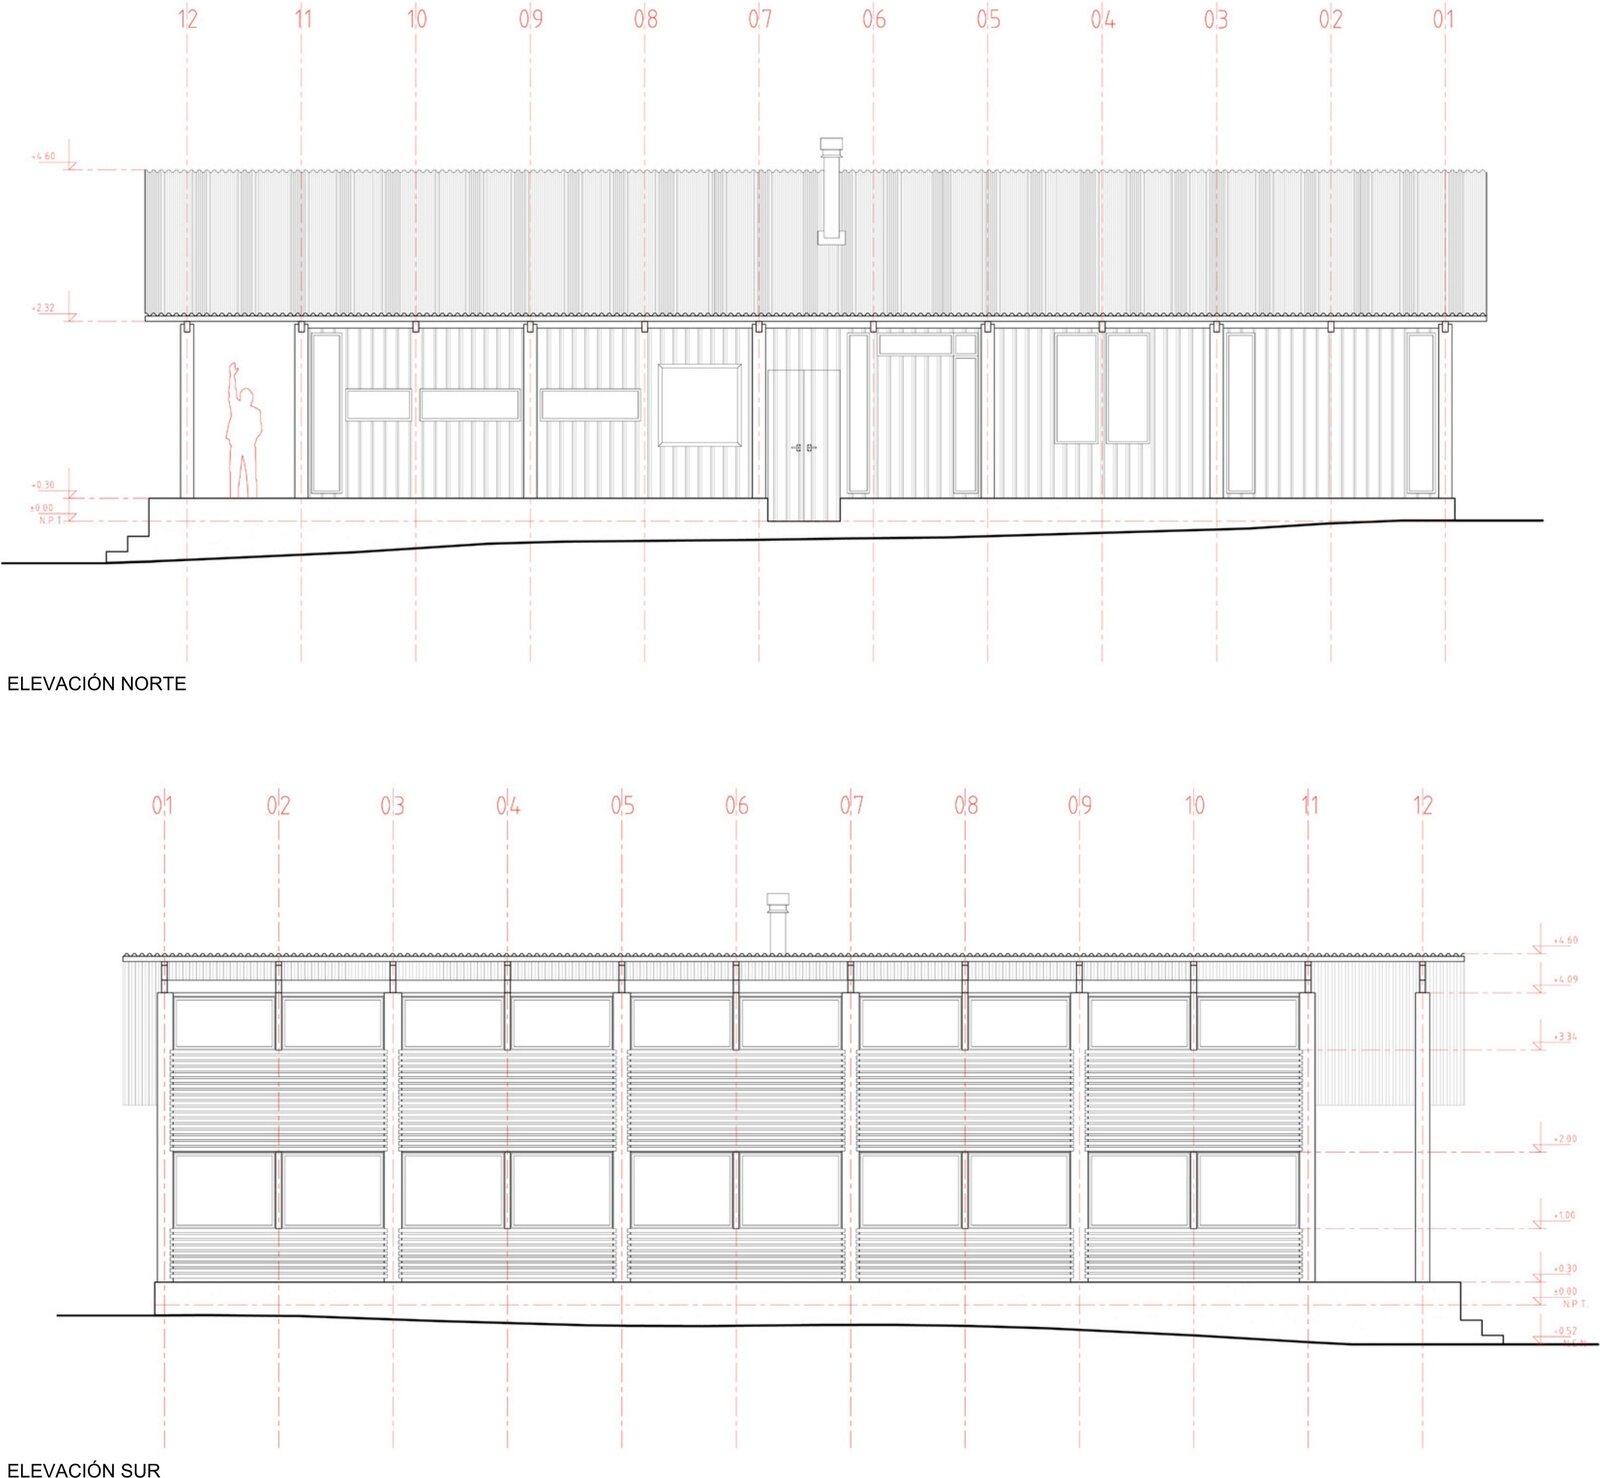 12 11 10 09 08 07 06 05 04 03 02 01
+4.60
+2.32
+0.30
±0.00
N.P.T.
ELEVACIÓN NORTE
01 02 03 04 05 06 07 08 09 10 11 12
+4.60
+4.09
+3.34
+2.00
+1.00
+0.30
±0.00
N.P.T.
-0.52
ELEVACIÓN SUR